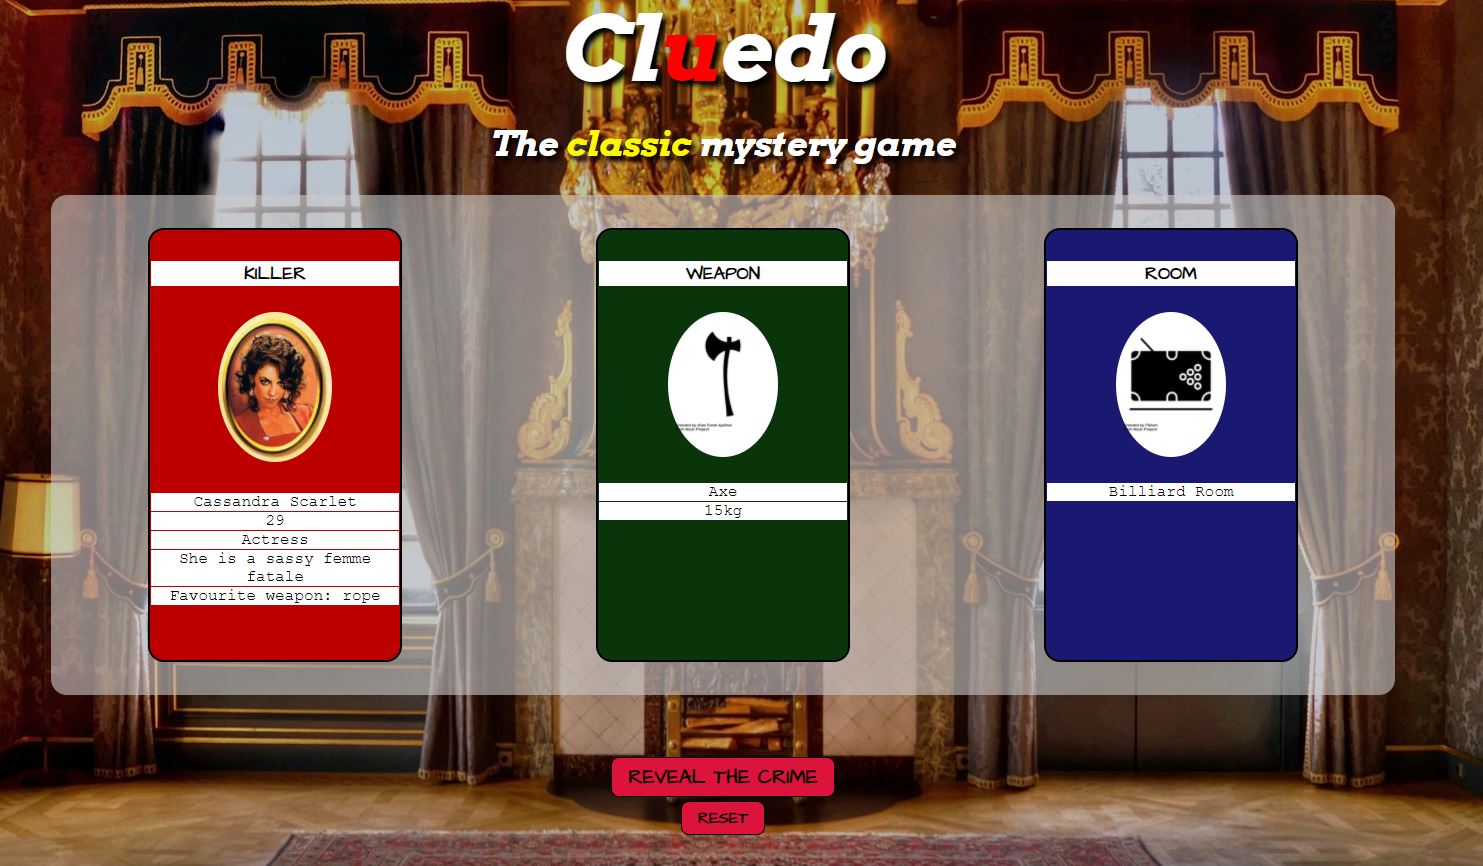 Cluedo
The classic mystery game
KILLER
Cassandra Scarlet
29
Actress
She is a sassy femme
fatale
Favourite weapon: rope
WEAPON
Axe
15kg
ROOM
Billiard Room
REVEAL THE CRIME
RESET